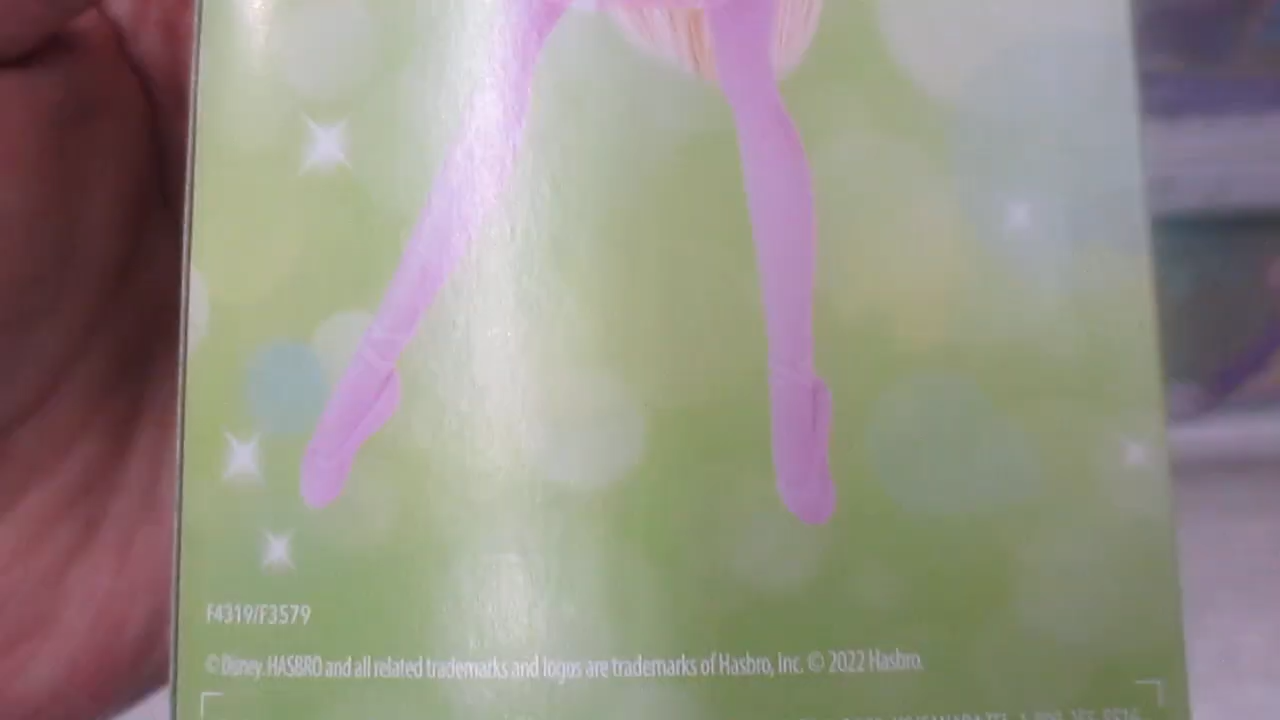 F4319/F3579
© Disney. HASBRO and all related trademarks and logos are trademarks of Hasbro, Inc. © 2022 Hasbro.